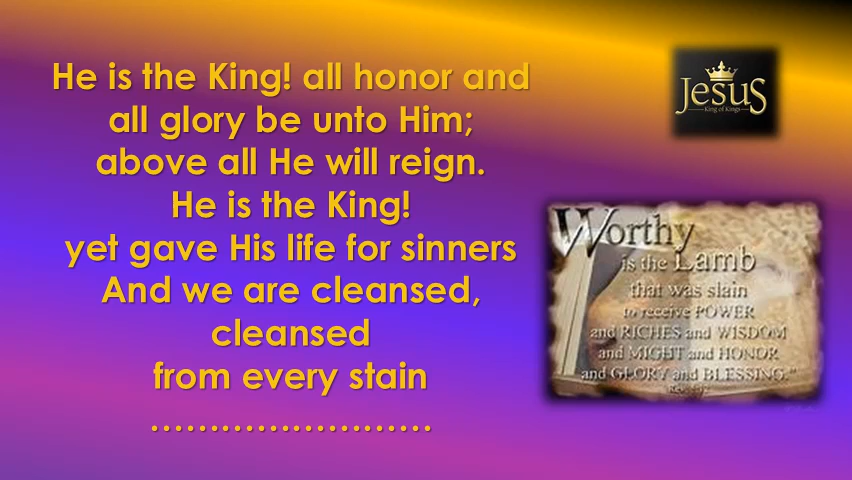 He is the King! all honor and
all glory be unto Him;
above all He will reign.
He is the King!
yet gave His life for sinners
And we are cleansed,
cleansed
from every stain
........................
Jesus
King of Kings
Worthy
is the Lamb
that was slain
to receive POWER
and RICHES and WISDOM
and MIGHT and HONOR
and GLORY and BLESSING."